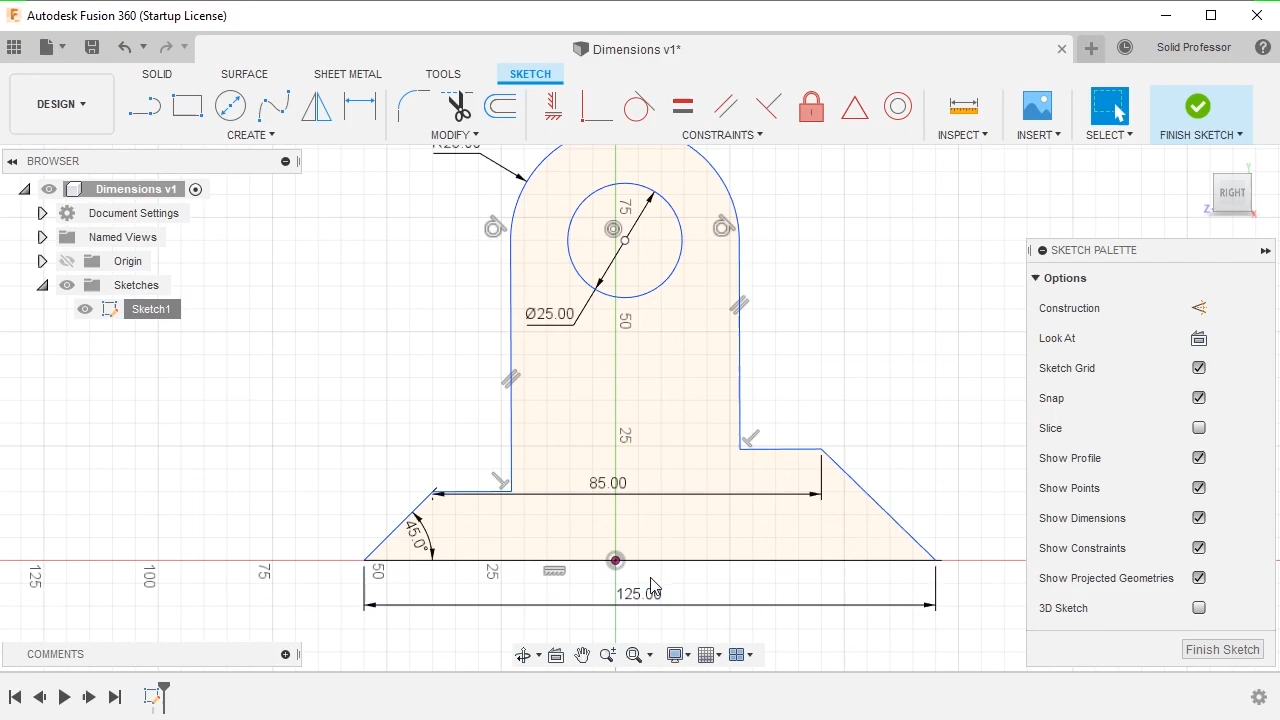 Autodesk Fusion 360 (Startup License)
Dimensions v1*
Solid Professor
SOLID
SURFACE
SHEET METAL
TOOLS
SKETCH
DESIGN
CREATE
MODIFY
CONSTRAINTS
INSPECT
INSERT
SELECT
FINISH SKETCH
BROWSER
Dimensions v1
Document Settings
Named Views
Origin
Sketches
Sketch1
RIGHT
Y
Z
X
SKETCH PALETTE
Options
Construction
Look At
Sketch Grid
Snap
Slice
Show Profile
Show Points
Show Dimensions
Show Constraints
Show Projected Geometries
3D Sketch
Finish Sketch
R25.00
75
Ø25.00
50
25
85.00
45.0°
125
100
75
50
25
125.00
COMMENTS